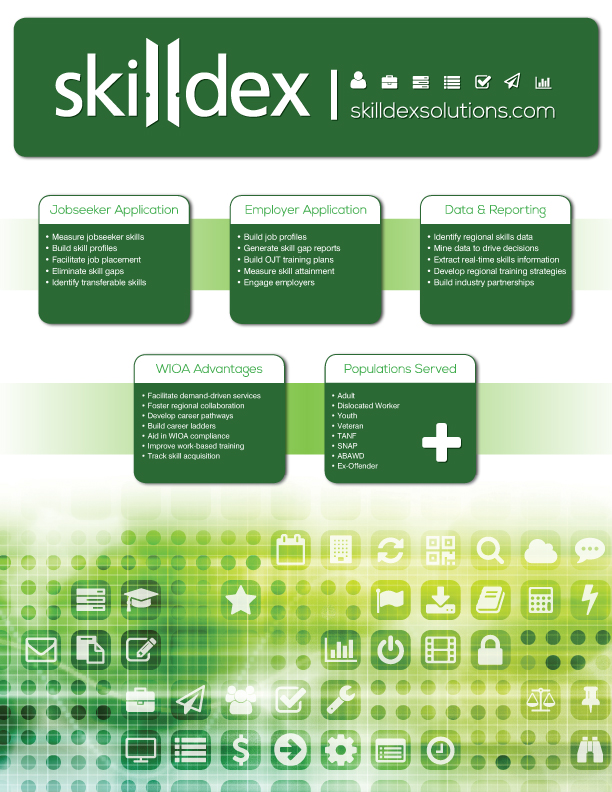 skilldex
skilldexsolutions.com
Jobseeker Application
• Measure jobseeker skills
• Build skill profiles
• Facilitate job placement
• Eliminate skill gaps
• Identify transferable skills
Employer Application
• Build job profiles
• Generate skill gap reports
• Build OJT training plans
• Measure skill attainment
• Engage employers
Data & Reporting
• Identify regional skills data
• Mine data to drive decisions
• Extract real-time skills information
• Develop regional training strategies
• Build industry partnerships
WIOA Advantages
• Facilitate demand-driven services
• Foster regional collaboration
• Develop career pathways
• Build career ladders
• Aid in WIOA compliance
• Improve work-based training
• Track skill acquisition
Populations Served
• Adult
• Dislocated Worker
• Youth
• Veteran
• TANF
• SNAP
• ABAWD
• Ex-Offender